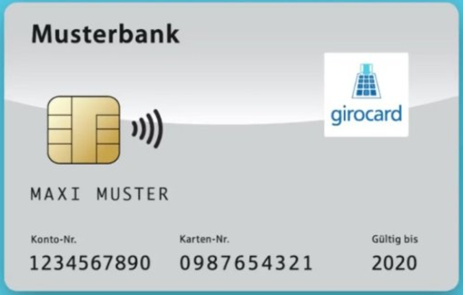 Musterbank
girocard
MAXI MUSTER
Konto-Nr. Karten-Nr. Gültig bis
1234567890 0987654321 2020